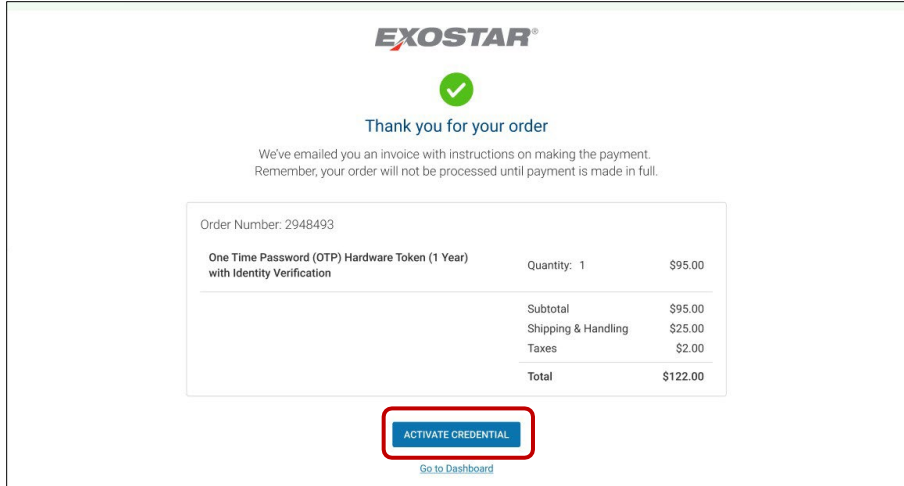 EXOSTAR®
Thank you for your order
We've emailed you an invoice with instructions on making the payment.
Remember, your order will not be processed until payment is made in full.
Order Number: 2948493
One Time Password (OTP) Hardware Token (1 Year)
with Identity Verification
Quantity: 1 $95.00
Subtotal $95.00
Shipping & Handling $25.00
Taxes $2.00
Total $122.00
ACTIVATE CREDENTIAL
Go to Dashboard